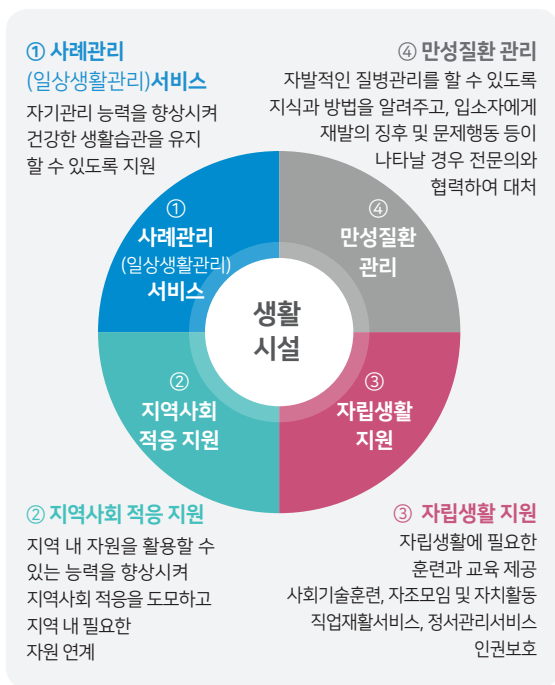 ① 사례관리
(일상생활관리)서비스
자기관리 능력을 향상시켜
건강한 생활습관을 유지
할 수 있도록 지원
④ 만성질환 관리
자발적인 질병관리를 할 수 있도록
지식과 방법을 알려주고, 입소자에게
재발의 징후 및 문제행동 등이
나타날 경우 전문의와
협력하여 대처
①
사례관리
(일상생활관리)
서비스
④
만성질환
관리
생활
시설
②
지역사회
적응 지원
③
자립생활
지원
② 지역사회 적응 지원
지역 내 자원을 활용할 수
있는 능력을 향상시켜
지역사회 적응을 도모하고
지역 내 필요한
자원 연계
③ 자립생활 지원
자립생활에 필요한
훈련과 교육 제공
사회기술훈련, 자조모임 및 자치활동
직업재활서비스, 정서관리서비스
인권보호